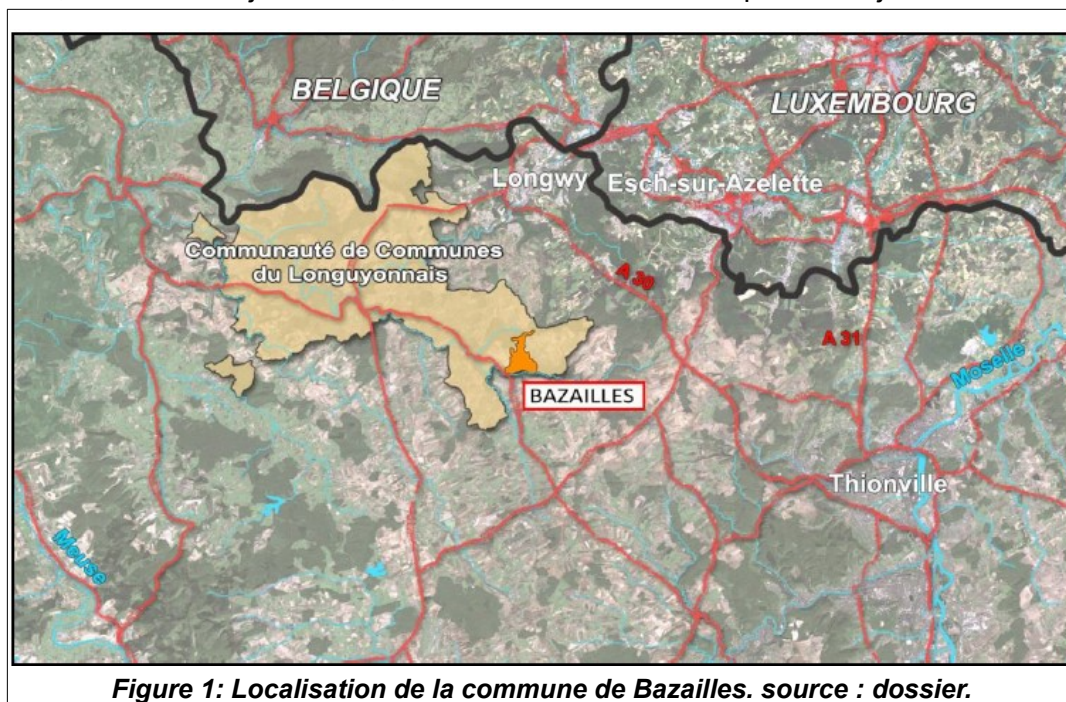 BELGIQUE
LUXEMBOURG
Longwy
Esch-sur-Azelette
Communauté de Communes
du Longuyonnais
A 30
A 31
Moselle
BAZAILLES
Thionville
Meuse
Figure 1: Localisation de la commune de Bazailles. source : dossier.